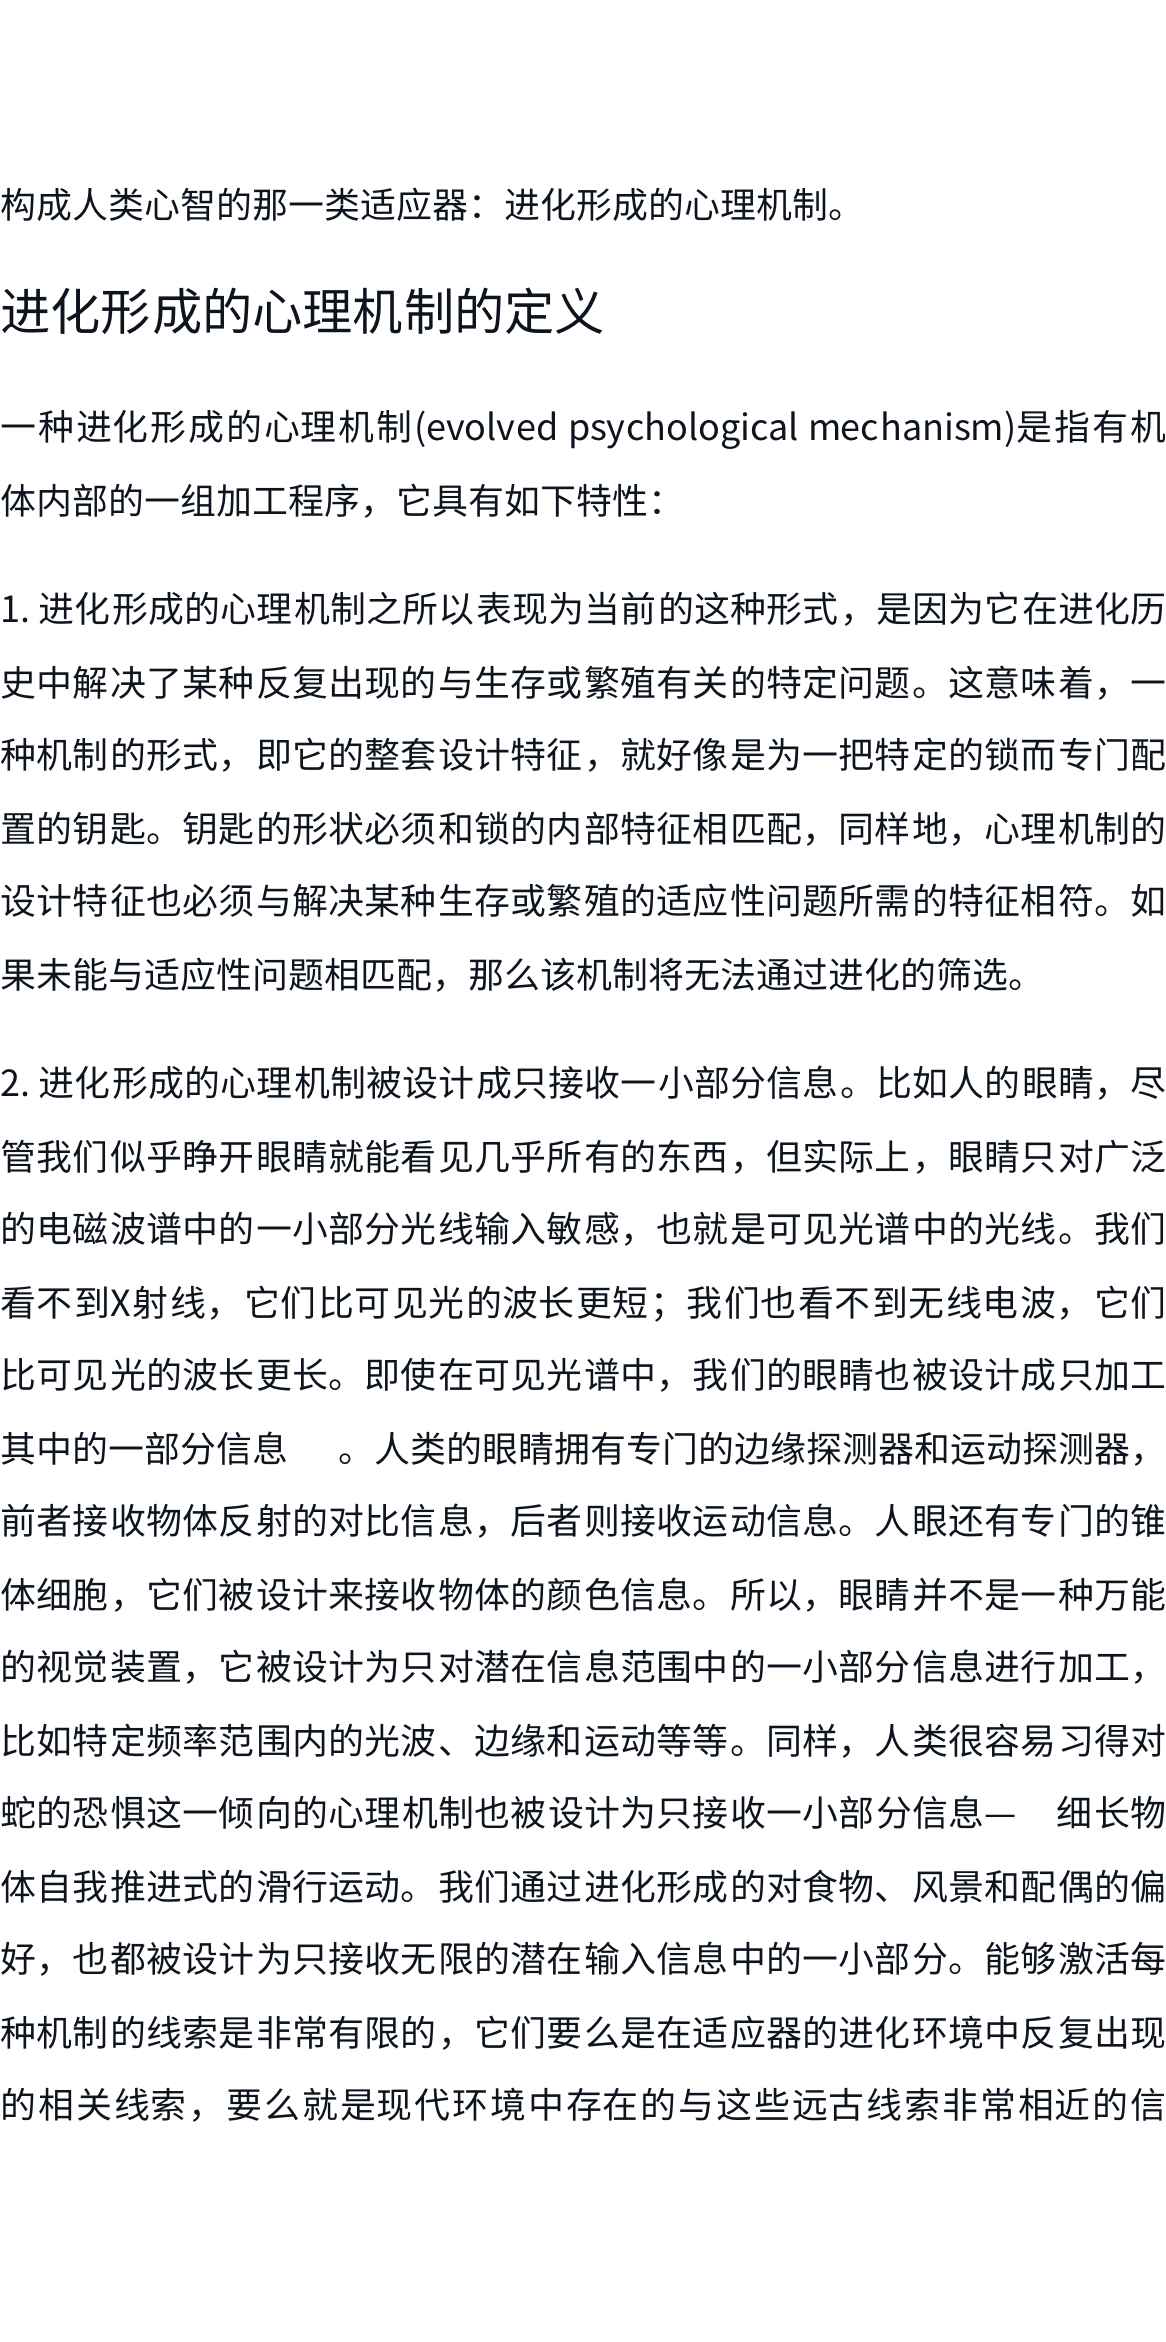 构成人类心智的那一类适应器：进化形成的心理机制。
进化形成的心理机制的定义
一种进化形成的心理机制(evolved psychological mechanism)是指有机
体内部的一组加工程序，它具有如下特性：
1. 进化形成的心理机制之所以表现为当前的这种形式，是因为它在进化历
史中解决了某种反复出现的与生存或繁殖有关的特定问题。这意味着，一
种机制的形式，即它的整套设计特征，就好像是为一把特定的锁而专门配
置的钥匙。钥匙的形状必须和锁的内部特征相匹配，同样地，心理机制的
设计特征也必须与解决某种生存或繁殖的适应性问题所需的特征相符。如
果未能与适应性问题相匹配，那么该机制将无法通过进化的筛选。
2. 进化形成的心理机制被设计成只接收一小部分信息。比如人的眼睛，尽
管我们似乎睁开眼睛就能看见几乎所有的东西，但实际上，眼睛只对广泛
的电磁波谱中的一小部分光线输入敏感，也就是可见光谱中的光线。我们
看不到X射线，它们比可见光的波长更短；我们也看不到无线电波，它们
比可见光的波长更长。即使在可见光谱中，我们的眼睛也被设计成只加工
其中的一部分信息　。人类的眼睛拥有专门的边缘探测器和运动探测器，
前者接收物体反射的对比信息，后者则接收运动信息。人眼还有专门的锥
体细胞，它们被设计来接收物体的颜色信息。所以，眼睛并不是一种万能
的视觉装置，它被设计为只对潜在信息范围中的一小部分信息进行加工，
比如特定频率范围内的光波、边缘和运动等等。同样，人类很容易习得对
蛇的恐惧这一倾向的心理机制也被设计为只接收一小部分信息—　细长物
体自我推进式的滑行运动。我们通过进化形成的对食物、风景和配偶的偏
好，也都被设计为只接收无限的潜在输入信息中的一小部分。能够激活每
种机制的线索是非常有限的，它们要么是在适应器的进化环境中反复出现
的相关线索，要么就是现代环境中存在的与这些远古线索非常相近的信